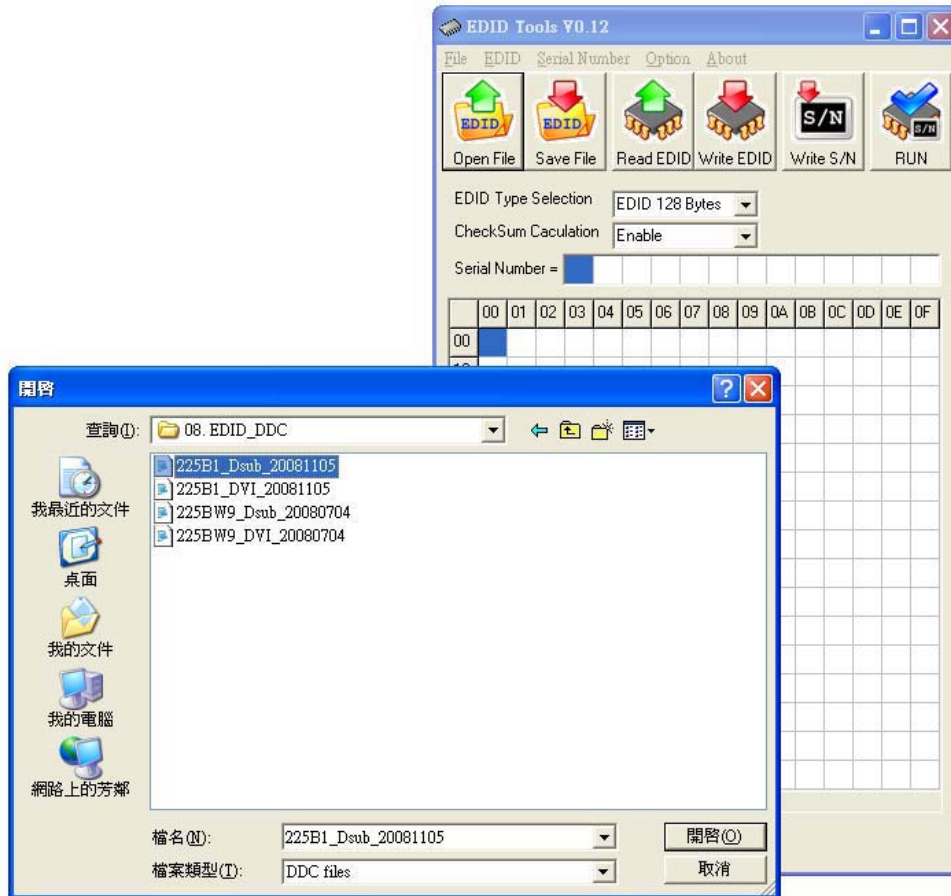 EDID Tools V0.12
File EDID Serial Number Option About
EDID EDID S/N S/N
Open File Save File Read EDID Write EDID Write S/N RUN
EDID Type Selection EDID 128 Bytes
CheckSum Caculation Enable
Serial Number =
00 01 02 03 04 05 06 07 08 09 0A 0B 0C 0D 0E 0F
00
開啓
查詢(I): 08. EDID_DDC
225B1_Dsub_20081105
225B1_DVI_20081105
225BW9_Dsub_20080704
225BW9_DVI_20080704
我最近的文件
桌面
我的文件
我的電腦
網路上的芳鄰
檔名(N): 225B1_Dsub_20081105 開啓(O)
檔案類型(T): DDC files 取消